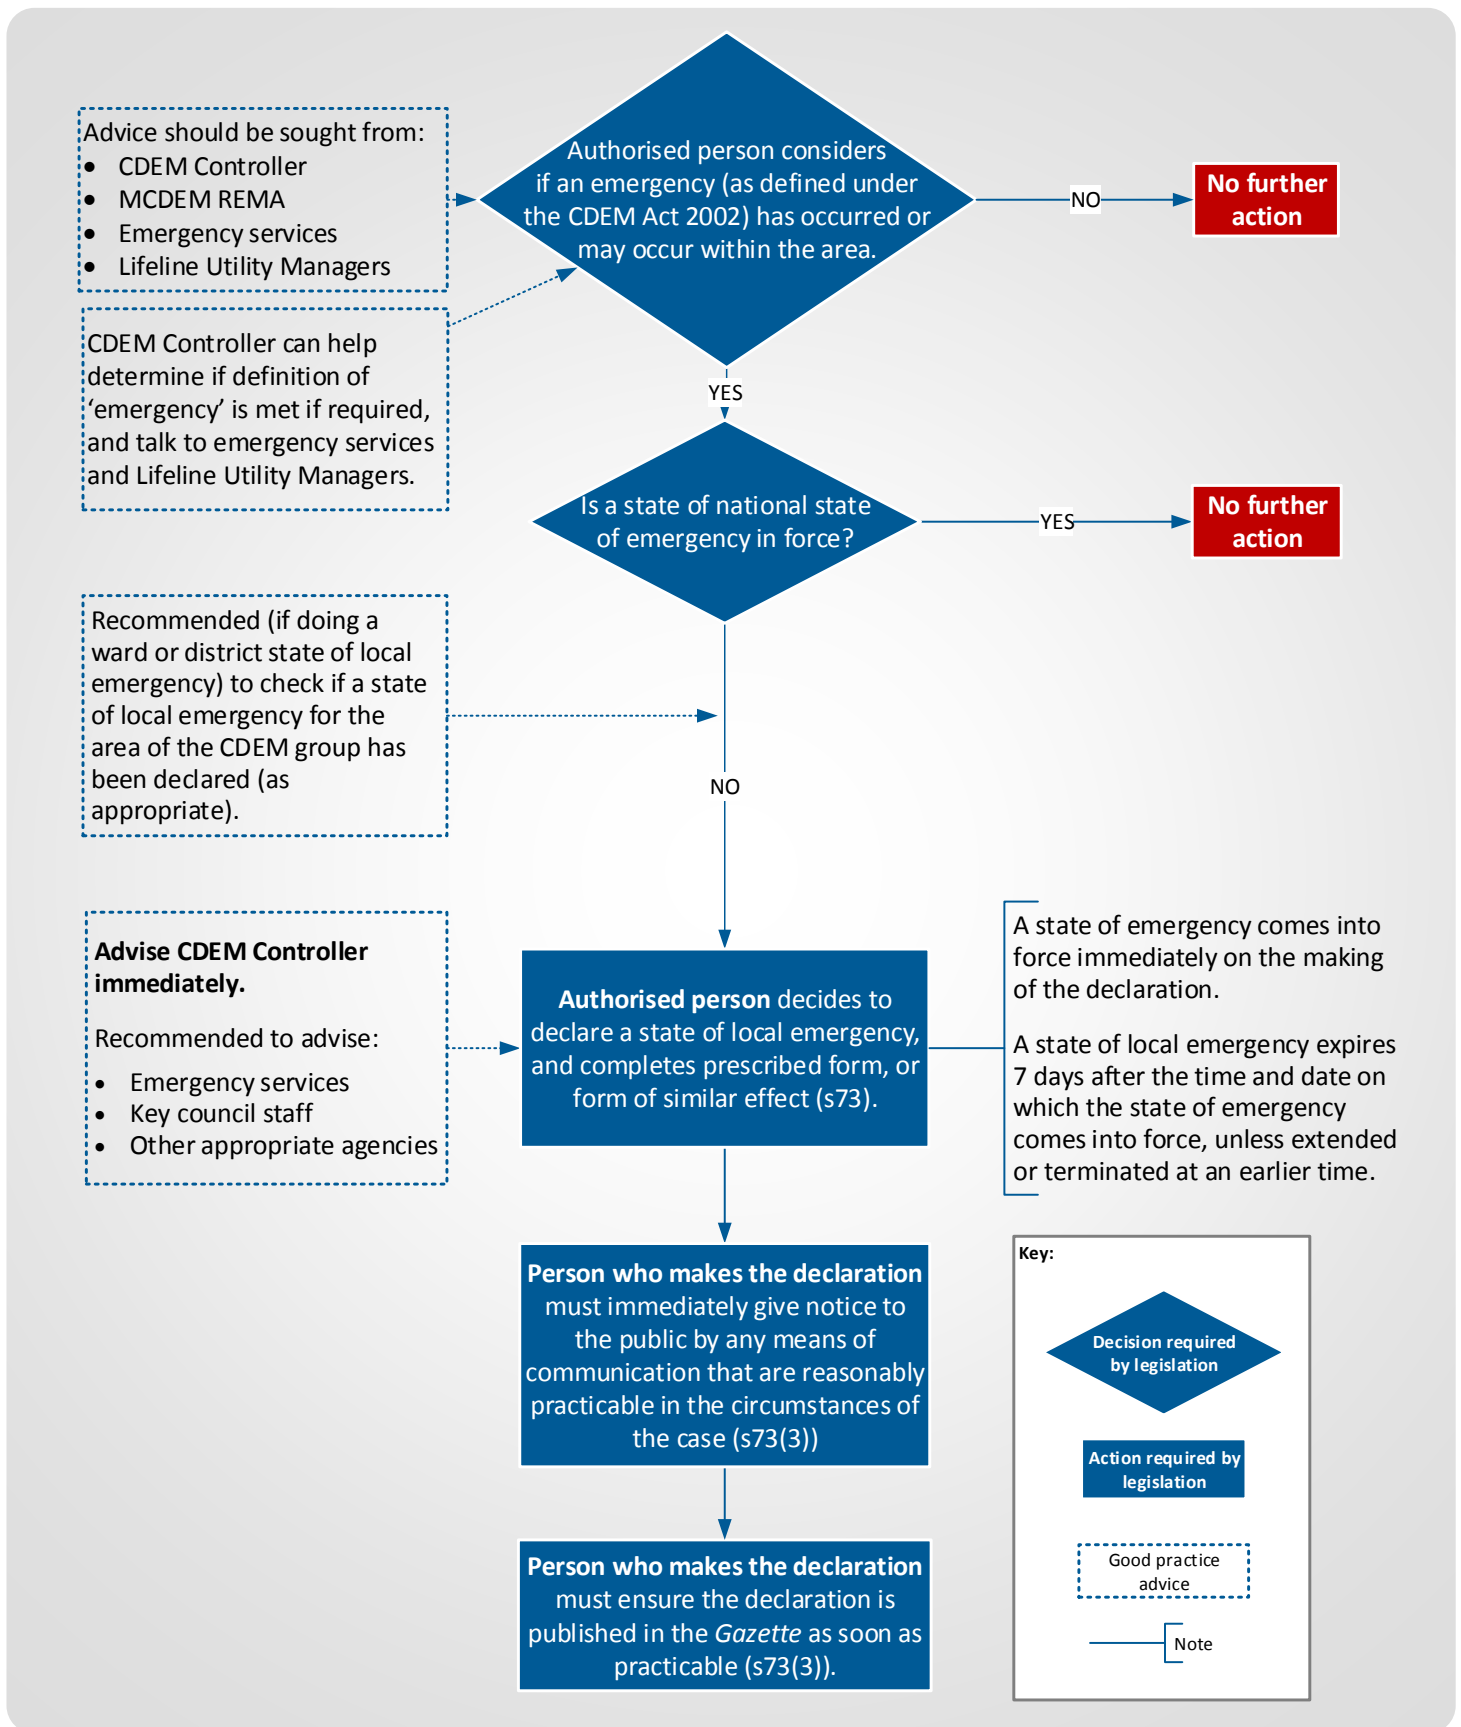 Advice should be sought from:
• CDEM Controller
• MCDEM REMA
• Emergency services
• Lifeline Utility Managers
Authorised person considers
if an emergency (as defined under
the CDEM Act 2002) has occurred or
may occur within the area.
NO
No further
action
CDEM Controller can help
determine if definition of
‘emergency’ is met if required,
and talk to emergency services
and Lifeline Utility Managers.
YES
Is a state of national state
of emergency in force?
YES
No further
action
Recommended (if doing a
ward or district state of local
emergency) to check if a state
of local emergency for the
area of the CDEM group has
been declared (as
appropriate).
NO
Advise CDEM Controller
immediately.
Recommended to advise:
• Emergency services
• Key council staff
• Other appropriate agencies
Authorised person decides to
declare a state of local emergency,
and completes prescribed form, or
form of similar effect (s73).
A state of emergency comes into
force immediately on the making
of the declaration.
A state of local emergency expires
7 days after the time and date on
which the state of emergency
comes into force, unless extended
or terminated at an earlier time.
Person who makes the declaration
must immediately give notice to
the public by any means of
communication that are reasonably
practicable in the circumstances of
the case (s73(3))
Person who makes the declaration
must ensure the declaration is
published in the Gazette as soon as
practicable (s73(3)).
Key:
Decision required
by legislation
Action required by
legislation
Good practice
advice
Note